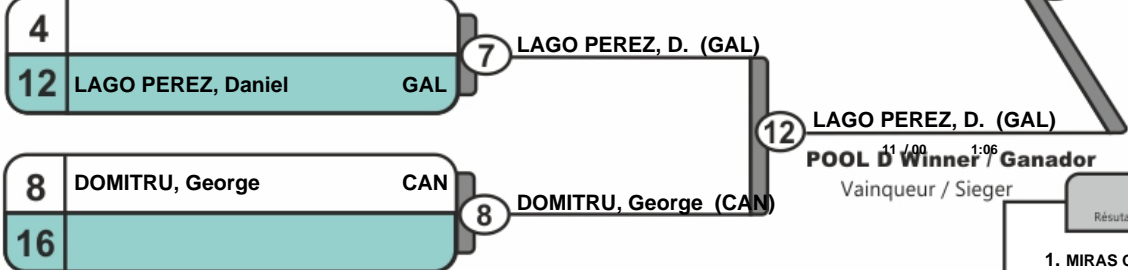 4
12 LAGO PEREZ, Daniel GAL
7
LAGO PEREZ, D. (GAL)
8 DOMITRU, George CAN
16
8
DOMITRU, George (CAN)
12
LAGO PEREZ, D. (GAL)
11 / 00 1:06
POOL D Winner / Ganador
Vainqueur / Sieger
Résuta
1. MIRAS